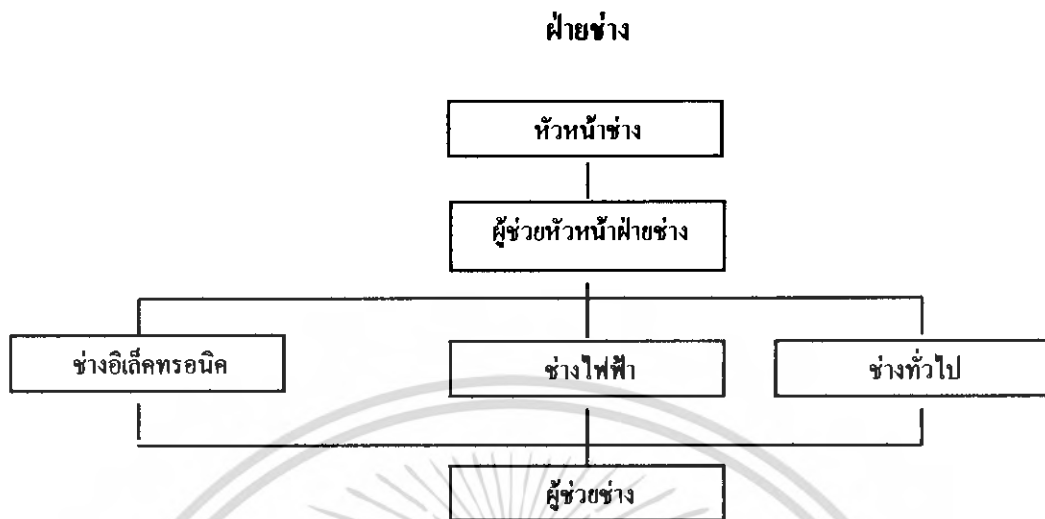 ฝ่ายช่าง
หัวหน้าช่าง
ผู้ช่วยหัวหน้าฝ่ายช่าง
ช่างอิเล็คทรอนิค
ช่างไฟฟ้า
ช่างทั่วไป
ผู้ช่วยช่าง